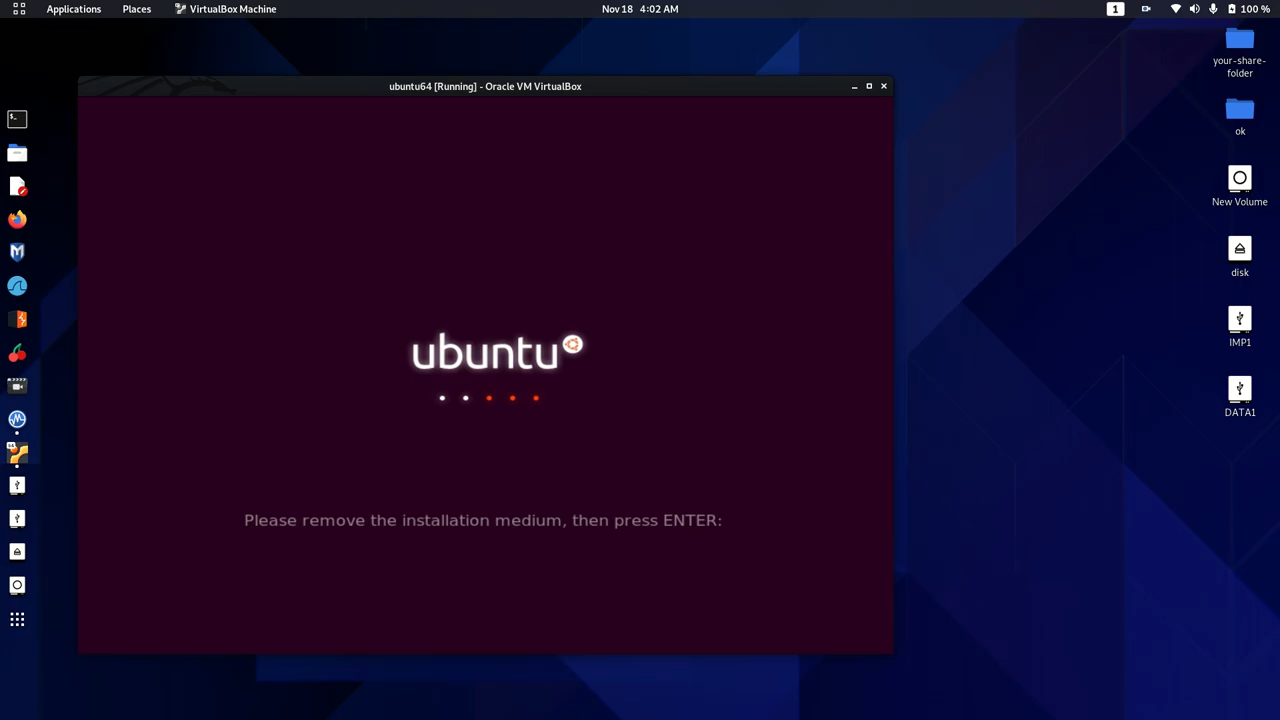 Applications Places VirtualBox Machine Nov 18 4:02 AM 1 100 %
ubuntu64 [Running] - Oracle VM VirtualBox
ubuntu
Please remove the installation medium, then press ENTER:
your-share-
folder
ok
New Volume
disk
IMP1
DATA1